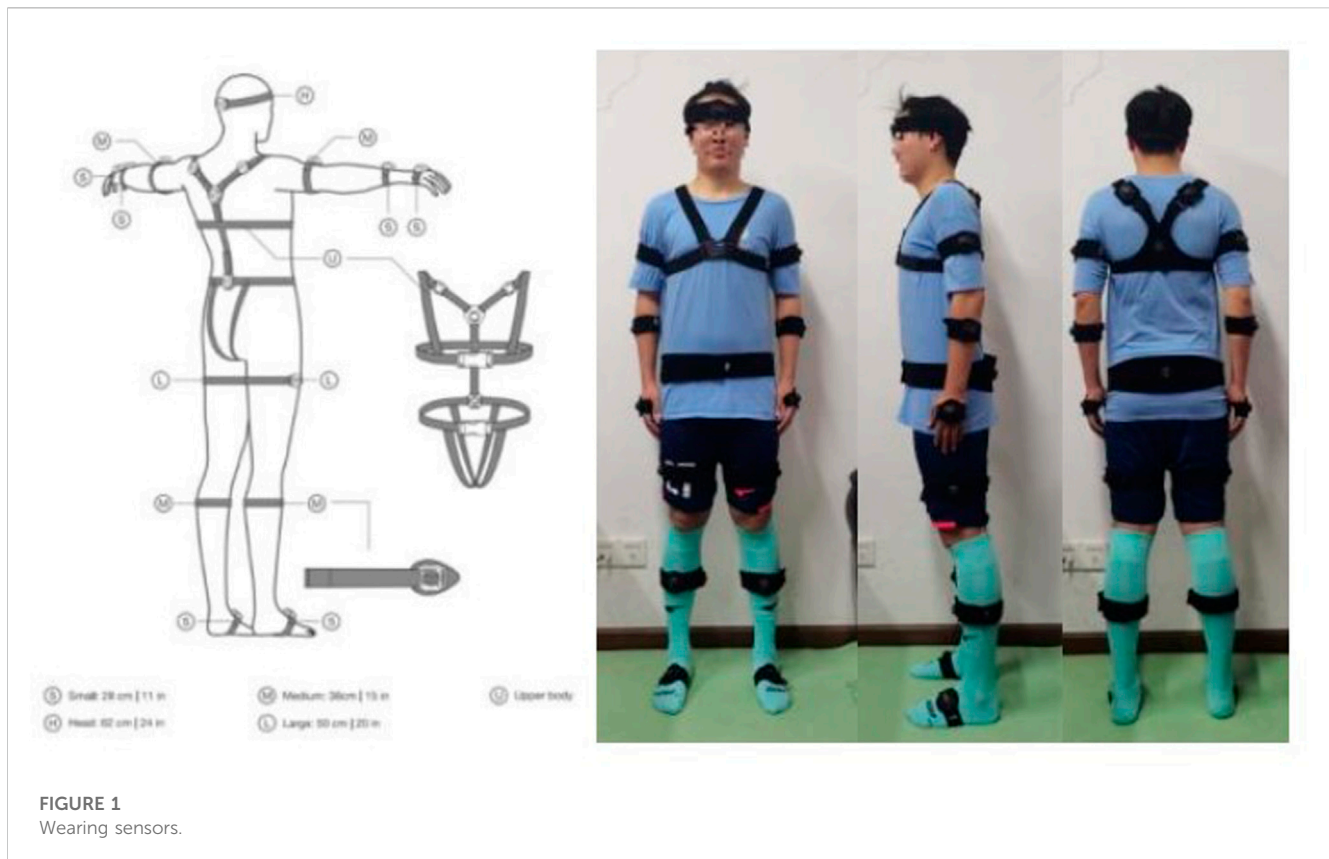 H
M
M
S
S
S
S
U
L
L
M
M
S
S
S Small: 28 cm | 11 in
M Medium: 36cm | 15 in
U Upper body
H Head: 62 cm | 24 in
L Large: 50 cm | 20 in
FIGURE 1
Wearing sensors.